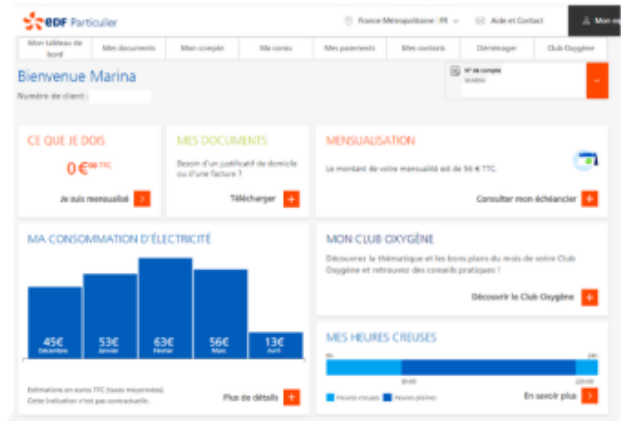 edf Particulier
France Métropolitaine : FR
Aide et Contact
Mon tableau de bord
Mes documents
Mon compte
Ma conso
Mes paiements
Mes contrats
Déménager
Club Oxygène
Bienvenue Marina
Numéro de client :
N° de compte
CE QUE JE DOIS
0€00 TTC
Je suis mensualisé
MES DOCUMENTS
Besoin d'un justificatif de domicile
ou d'une facture ?
Télécharger
MENSUALISATION
Le montant de votre mensualité est de 56 € TTC.
Consulter mon échéancier
MA CONSOMMATION D'ÉLECTRICITÉ
45€ 53€ 63€ 56€ 13€
Décembre Janvier Février Mars Avril
Estimations en euros TTC (taxes moyennées).
Cette indication n'est pas contractuelle.
Plus de détails
MON CLUB OXYGÈNE
Découvrez la thématique et les bons plans du mois de votre Club
Oxygène et retrouvez des conseils pratiques !
Découvrir le Club Oxygène
MES HEURES CREUSES
0h 24h
Heures creuses Heures pleines
En savoir plus